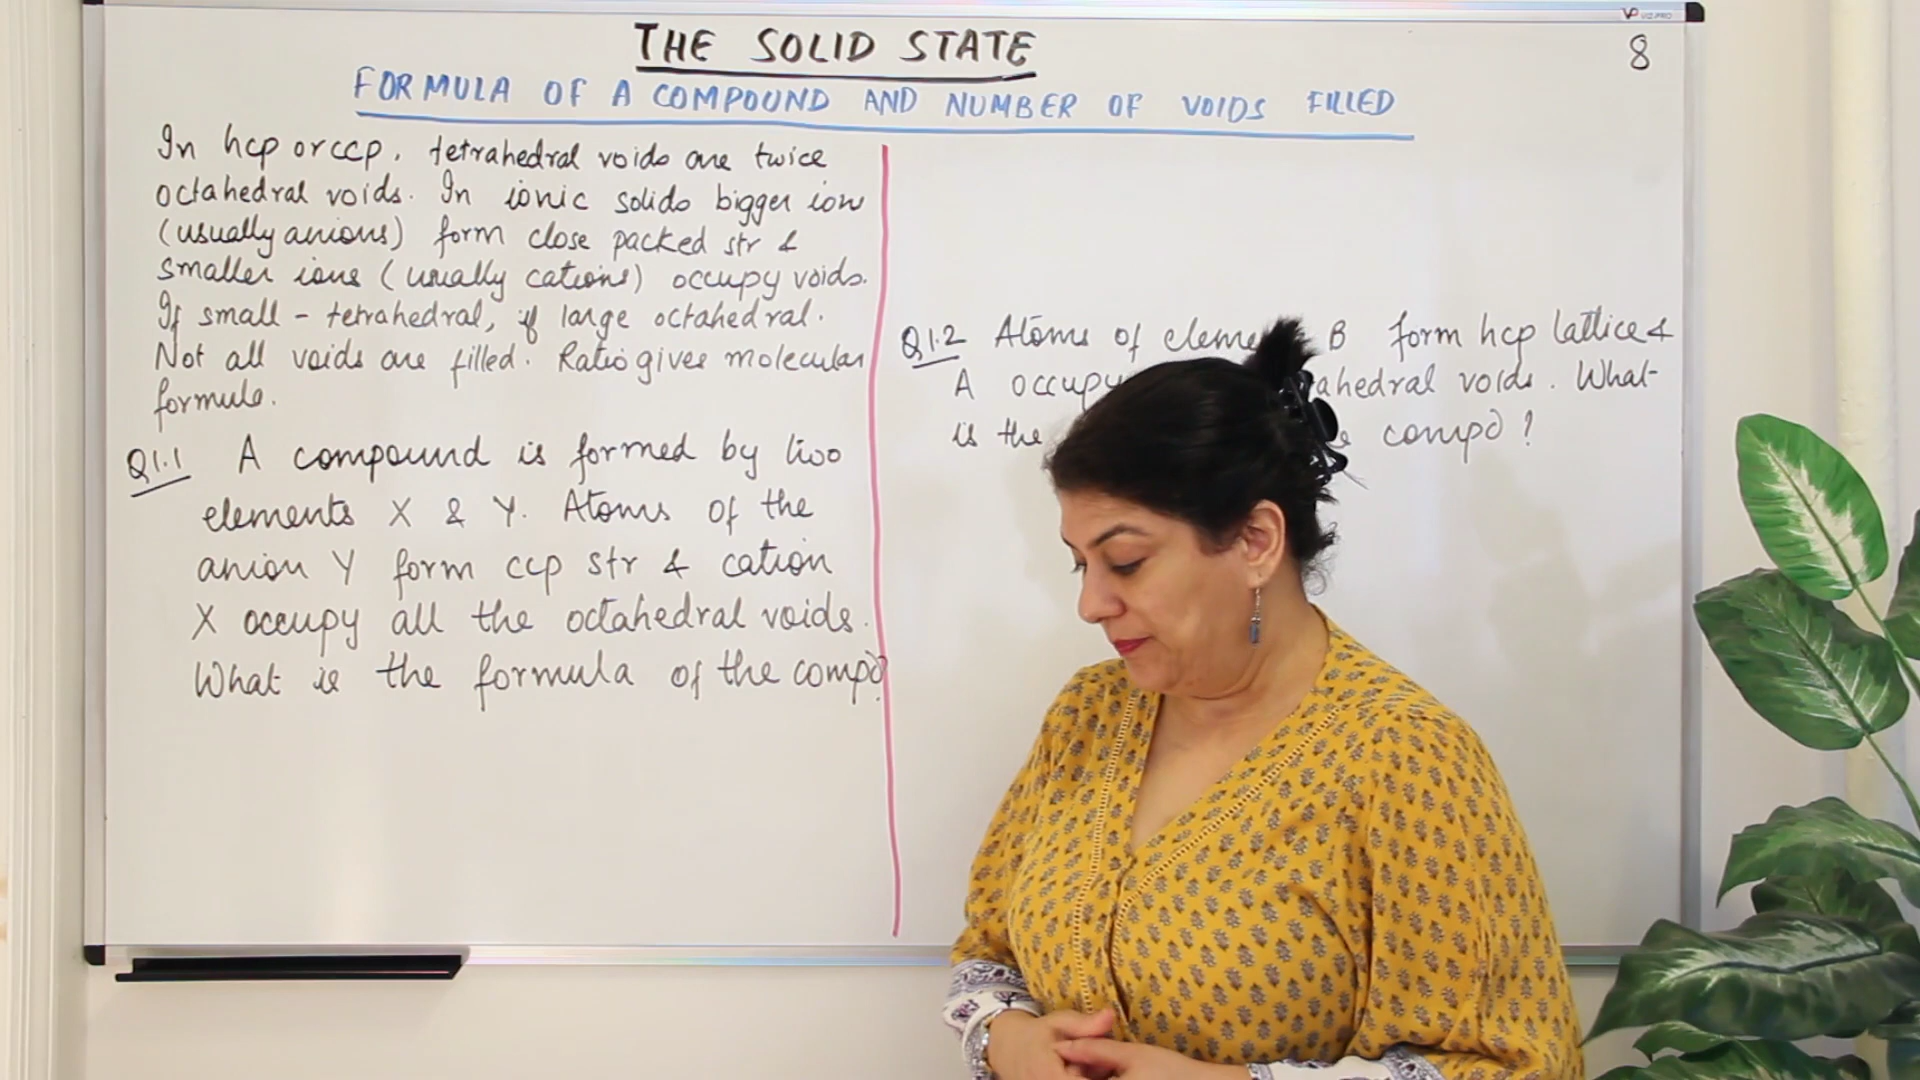 VIZ-PRO
THE SOLID STATE
8
FORMULA OF A COMPOUND AND NUMBER OF VOIDS FILLED
In hcp or ccp, tetrahedral voids are twice
octahedral voids. In ionic solids bigger ion
(usually anions) form close packed str &
smaller ions (usually cations) occupy voids.
If small - tetrahedral, if large octahedral.
Not all voids are filled. Ratio gives molecular
formula.
Q1.1 A compound is formed by two
elements X & Y. Atoms of the
anion Y form ccp str & cation
X occupy all the octahedral voids.
What is the formula of the compd?
Q1.2 Atoms of B form hcp lattice &
A occupy voids. What
is the compd?